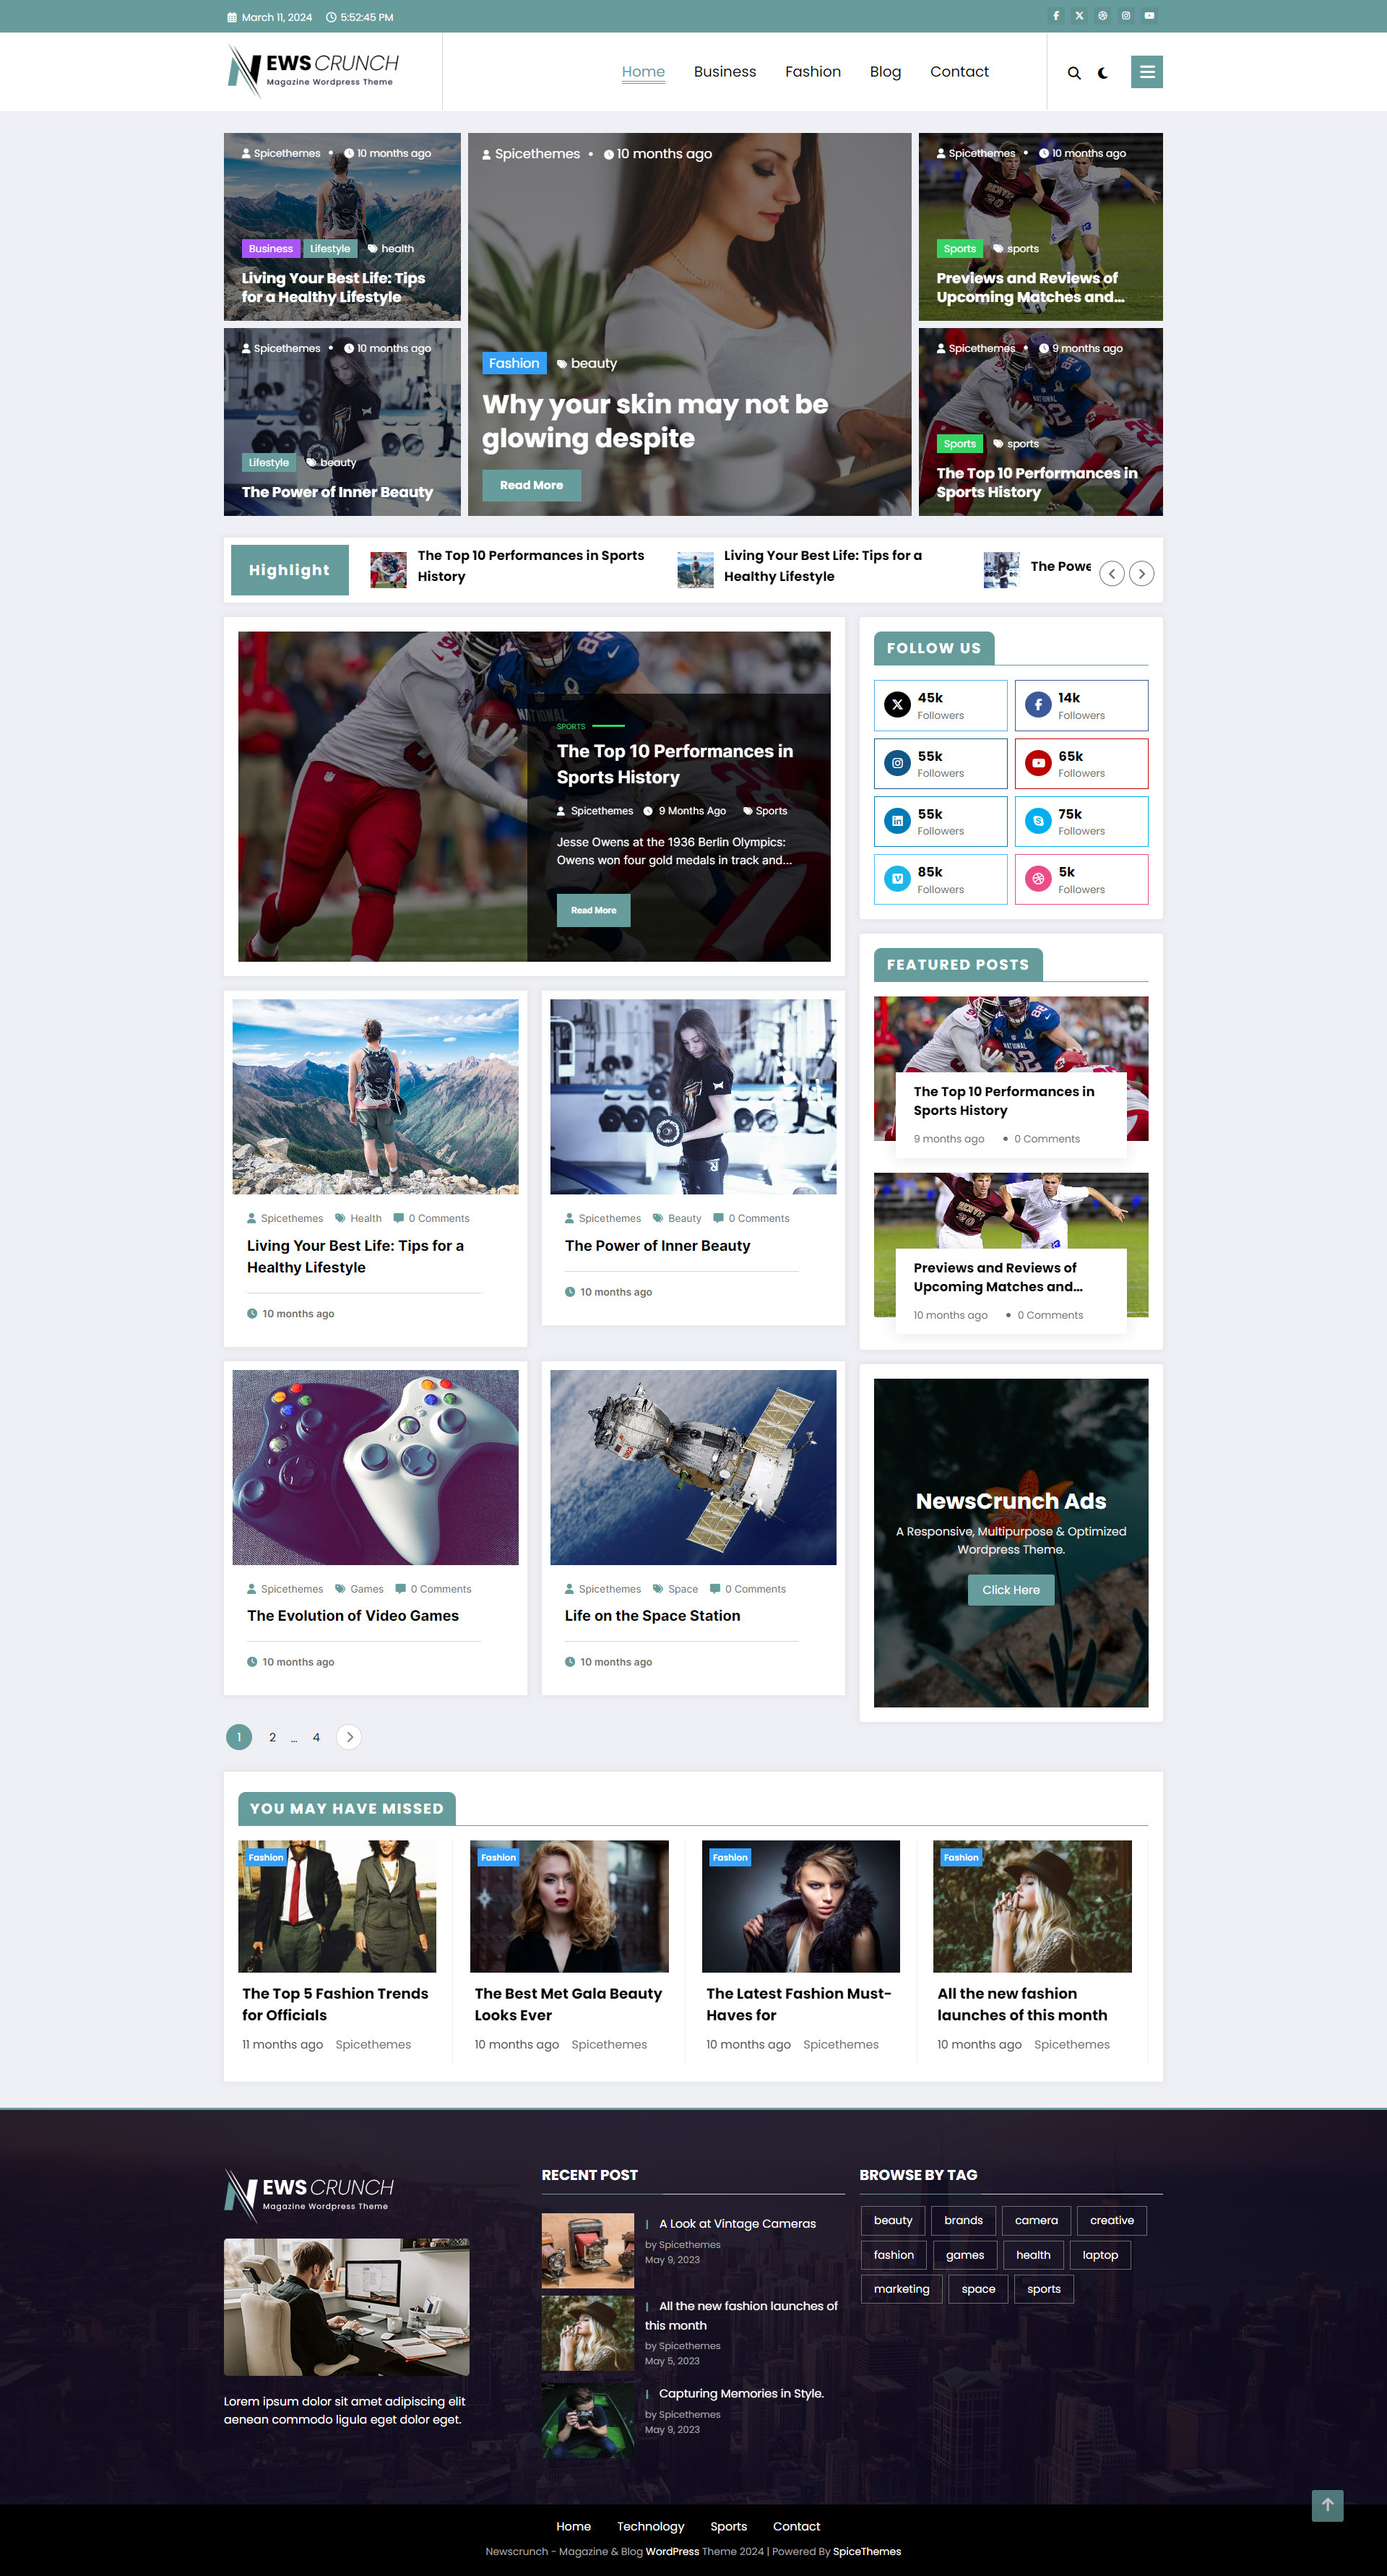 March 11, 2024 5:52:45 PM
NEWS CRUNCH
Magazine Wordpress Theme
Home Business Fashion Blog Contact
Spicethemes • 10 months ago
Business Lifestyle health
Living Your Best Life: Tips
for a Healthy Lifestyle
Spicethemes • 10 months ago
Lifestyle beauty
The Power of Inner Beauty
Spicethemes • 10 months ago
Fashion beauty
Why your skin may not be
glowing despite
Read More
Spicethemes • 10 months ago
Sports sports
Previews and Reviews of
Upcoming Matches and...
Spicethemes • 9 months ago
Sports sports
The Top 10 Performances in
Sports History
Highlight
The Top 10 Performances in Sports
History
Living Your Best Life: Tips for a
Healthy Lifestyle
The Powe
SPORTS
The Top 10 Performances in
Sports History
Spicethemes 9 Months Ago Sports
Jesse Owens at the 1936 Berlin Olympics:
Owens won four gold medals in track and...
Read More
Spicethemes Health 0 Comments
Living Your Best Life: Tips for a
Healthy Lifestyle
10 months ago
Spicethemes Beauty 0 Comments
The Power of Inner Beauty
10 months ago
Spicethemes Games 0 Comments
The Evolution of Video Games
10 months ago
Spicethemes Space 0 Comments
Life on the Space Station
10 months ago
1 2 ... 4
FOLLOW US
45k
Followers
14k
Followers
55k
Followers
65k
Followers
55k
Followers
75k
Followers
85k
Followers
5k
Followers
FEATURED POSTS
The Top 10 Performances in
Sports History
9 months ago • 0 Comments
Previews and Reviews of
Upcoming Matches and...
10 months ago • 0 Comments
NewsCrunch Ads
A Responsive, Multipurpose & Optimized
Wordpress Theme.
Click Here
YOU MAY HAVE MISSED
Fashion
The Top 5 Fashion Trends
for Officials
11 months ago Spicethemes
Fashion
The Best Met Gala Beauty
Looks Ever
10 months ago Spicethemes
Fashion
The Latest Fashion Must-
Haves for
10 months ago Spicethemes
Fashion
All the new fashion
launches of this month
10 months ago Spicethemes
NEWS CRUNCH
Magazine Wordpress Theme
Lorem ipsum dolor sit amet adipiscing elit
aenean commodo ligula eget dolor eget.
RECENT POST
A Look at Vintage Cameras
by Spicethemes
May 9, 2023
All the new fashion launches of
this month
by Spicethemes
May 5, 2023
Capturing Memories in Style.
by Spicethemes
May 9, 2023
BROWSE BY TAG
beauty brands camera creative
fashion games health laptop
marketing space sports
Home Technology Sports Contact
Newscrunch - Magazine & Blog WordPress Theme 2024 | Powered By SpiceThemes